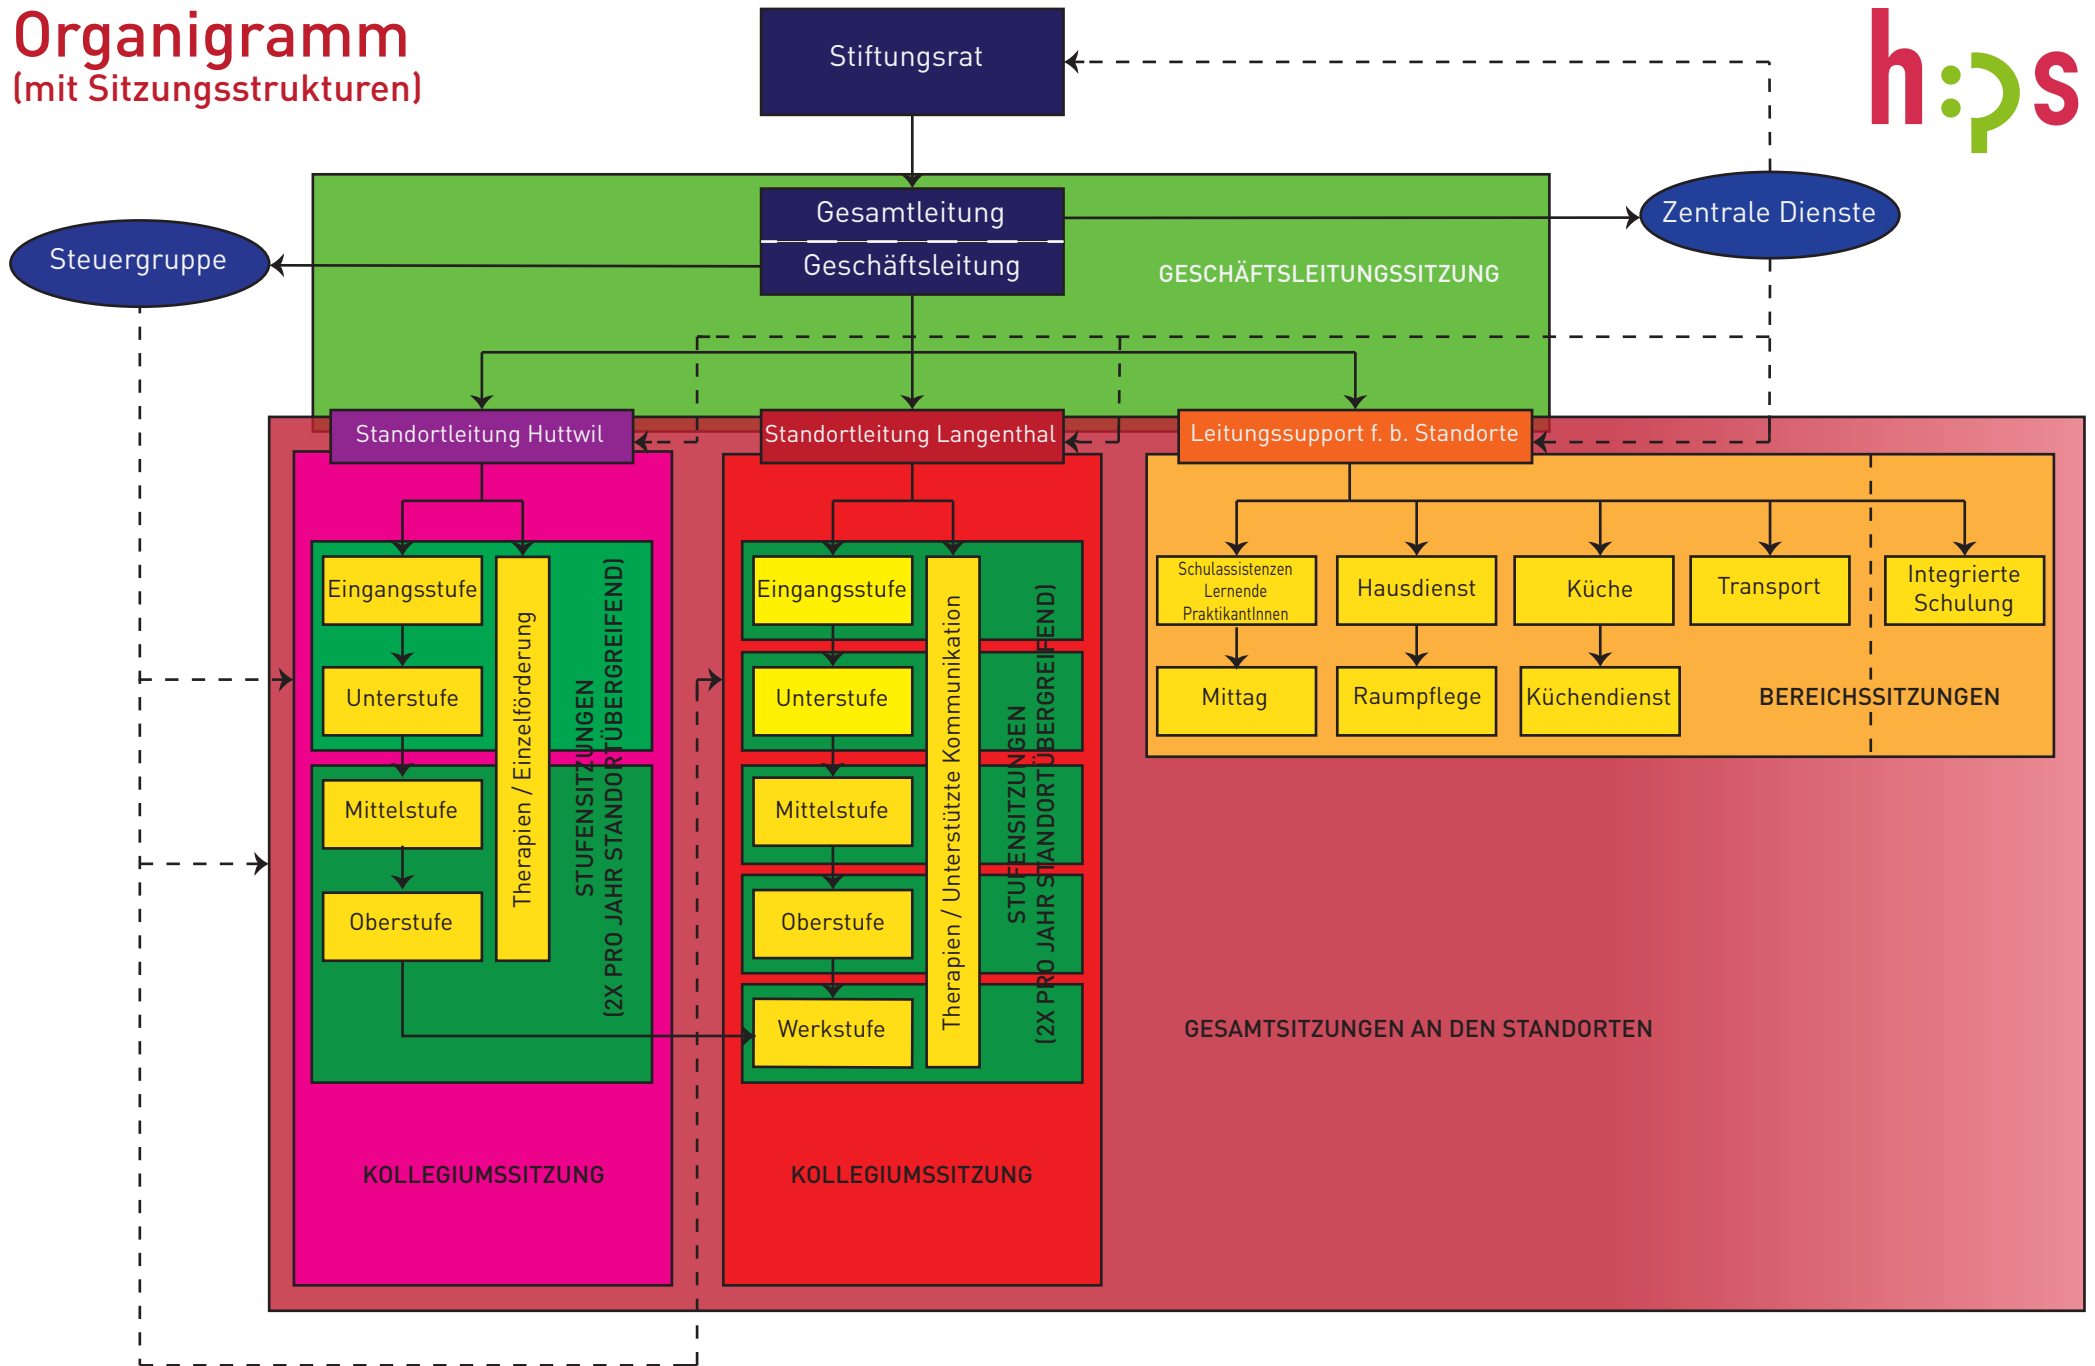 Organigramm
(mit Sitzungsstrukturen)
Stiftungsrat
h:ps
Gesamtleitung
Zentrale Dienste
Steuergruppe
Geschäftsleitung
GESCHÄFTSLEITUNGSSITZUNG
Standortleitung Huttwil
Standortleitung Langenthal
Leitungssupport f. b. Standorte
Eingangsstufe
Unterstufe
Mittelstufe
Oberstufe
Therapien / Einzelförderung
STUFENSITZUNGEN
(2X PRO JAHR STANDORTÜBERGREIFEND)
KOLLEGIUMSSITZUNG
Eingangsstufe
Unterstufe
Mittelstufe
Oberstufe
Werkstufe
Therapien / Unterstützte Kommunikation
STUFENSITZUNGEN
(2X PRO JAHR STANDORTÜBERGREIFEND)
KOLLEGIUMSSITZUNG
Schulassistenzen
Lernende
PraktikantInnen
Hausdienst
Küche
Transport
Integrierte
Schulung
Mittag
Raumpflege
Küchendienst
BEREICHSSITZUNGEN
GESAMTSITZUNGEN AN DEN STANDORTEN